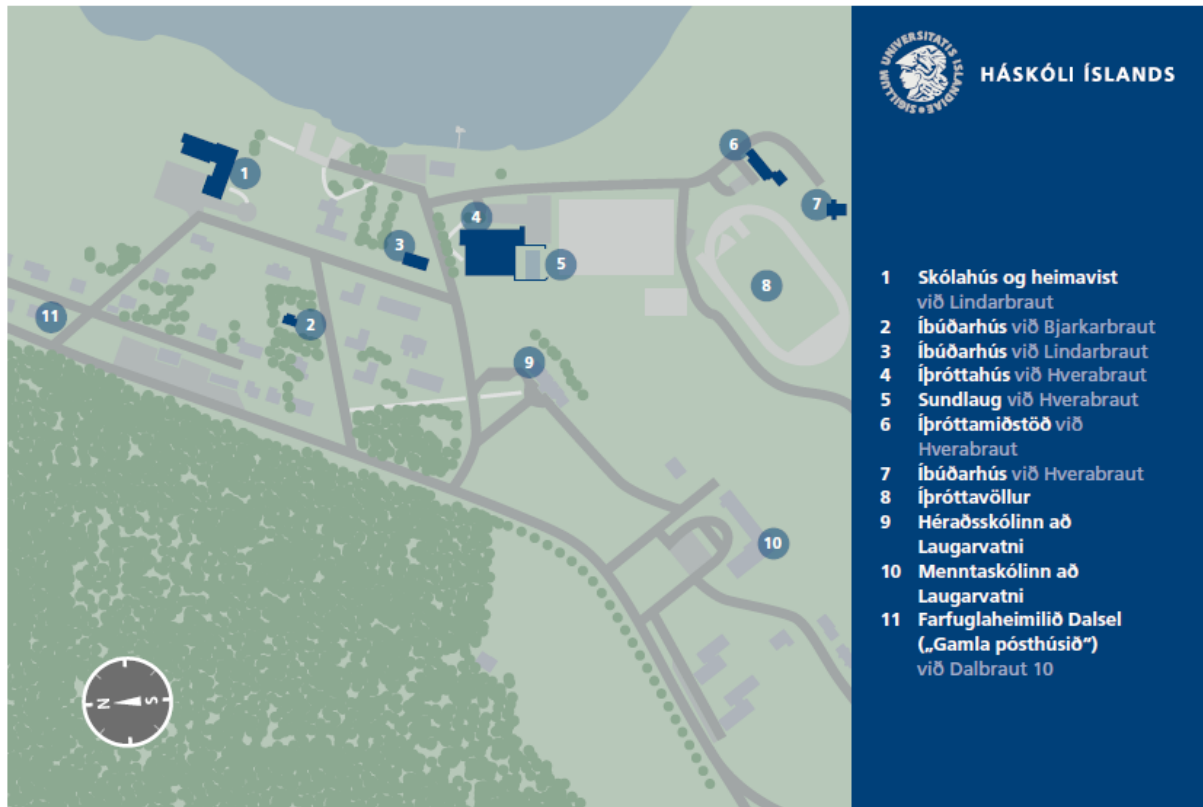 SIGILLUM UNIVERSITATIS ISLANDIAE
HÁSKÓLI ÍSLANDS
1
2
3
4
5
6
7
8
9
10
11
N
S
1 Skólahús og heimavist
við Lindarbraut
2 Íbúðarhús við Bjarkarbraut
3 Íbúðarhús við Lindarbraut
4 Íþróttahús við Hverabraut
5 Sundlaug við Hverabraut
6 Íþróttamiðstöð við
Hverabraut
7 Íbúðarhús við Hverabraut
8 Íþróttavöllur
9 Héraðsskólinn að
Laugarvatni
10 Menntaskólinn að
Laugarvatni
11 Farfuglaheimilið Dalsel
(„Gamla pósthúsið“)
við Dalbraut 10